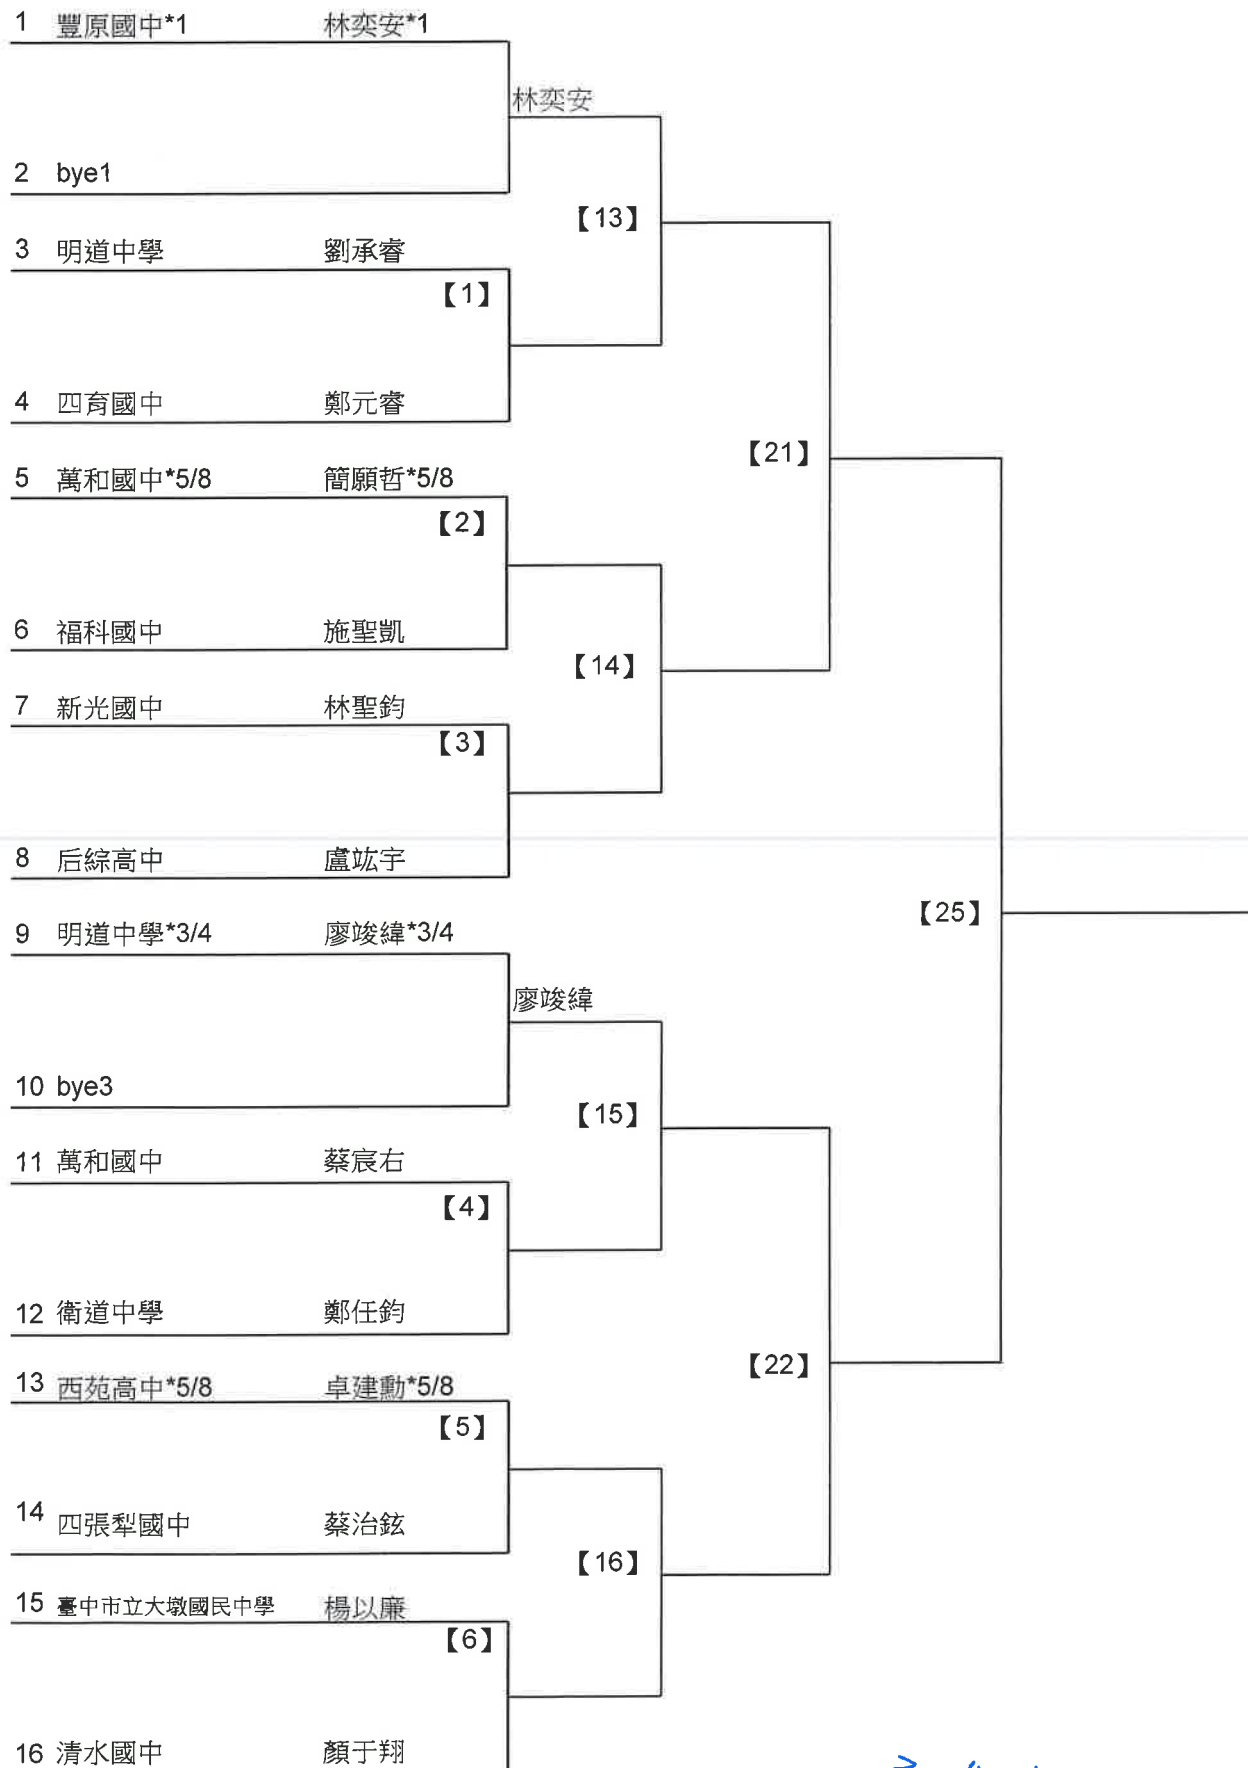 1 豐原國中*1 林奕安*1
林奕安
2 bye1
【13】
3 明道中學 劉承睿
【1】
4 四育國中 鄭元睿
【21】
5 萬和國中*5/8 簡願哲*5/8
【2】
6 福科國中 施聖凱
【14】
7 新光國中 林聖鈞
【3】
8 后綜高中 盧竑宇
【25】
9 明道中學*3/4 廖竣緯*3/4
廖竣緯
10 bye3
【15】
11 萬和國中 蔡宸右
【4】
12 衛道中學 鄭任鈞
【22】
13 西苑高中*5/8 卓建勳*5/8
【5】
14 四張犁國中 蔡治鉉
【16】
15 臺中市立大墩國民中學 楊以廉
【6】
16 清水國中 顏于翔